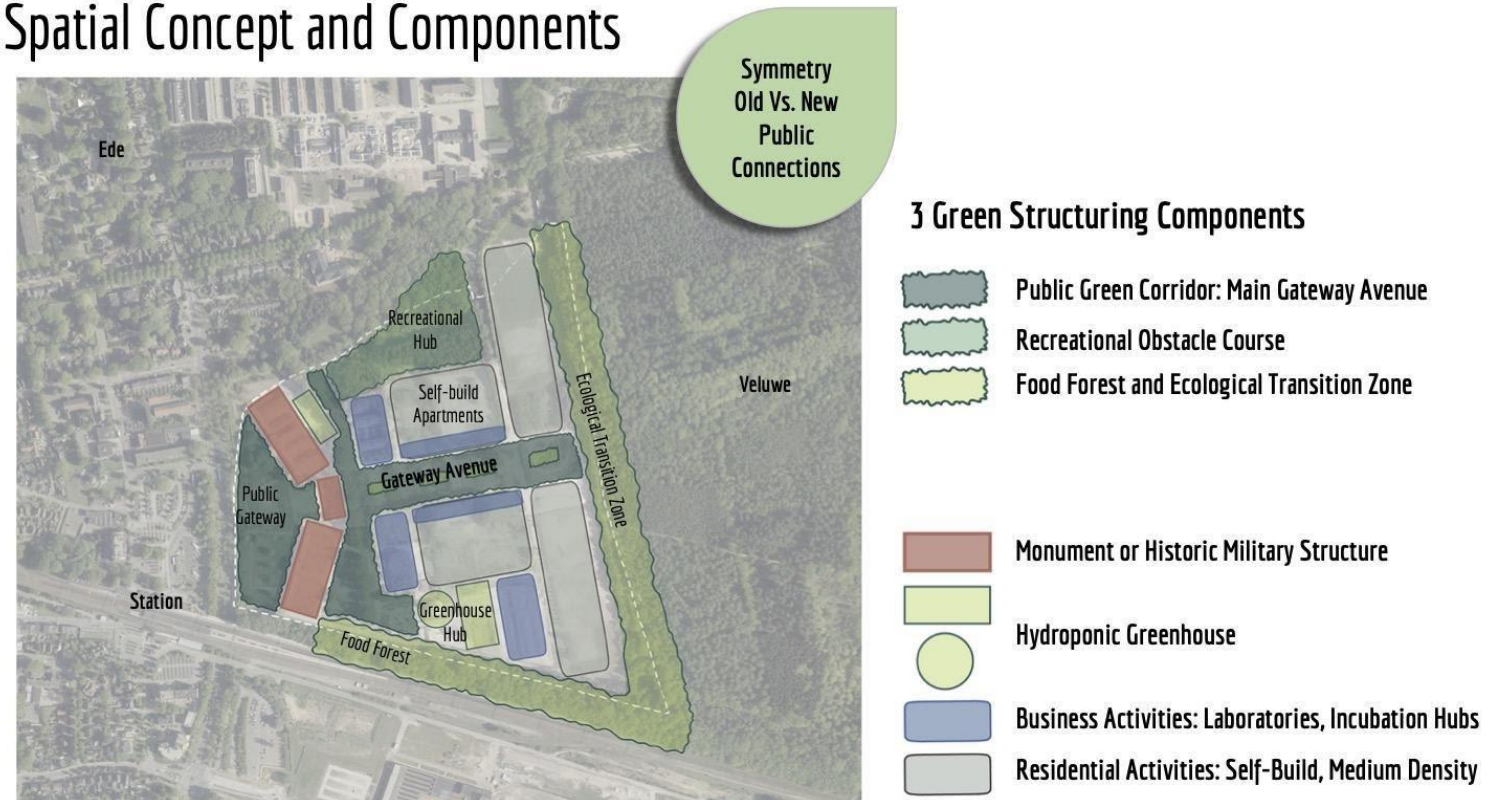 Spatial Concept and Components
Symmetry
Old Vs. New
Public
Connections
Ede
Recreational
Hub
Self-build
Apartments
Ecological Transition Zone
Veluwe
Gateway Avenue
Public
Gateway
Station
Greenhouse
Hub
Food Forest
3 Green Structuring Components
Public Green Corridor: Main Gateway Avenue
Recreational Obstacle Course
Food Forest and Ecological Transition Zone
Monument or Historic Military Structure
Hydroponic Greenhouse
Business Activities: Laboratories, Incubation Hubs
Residential Activities: Self-Build, Medium Density